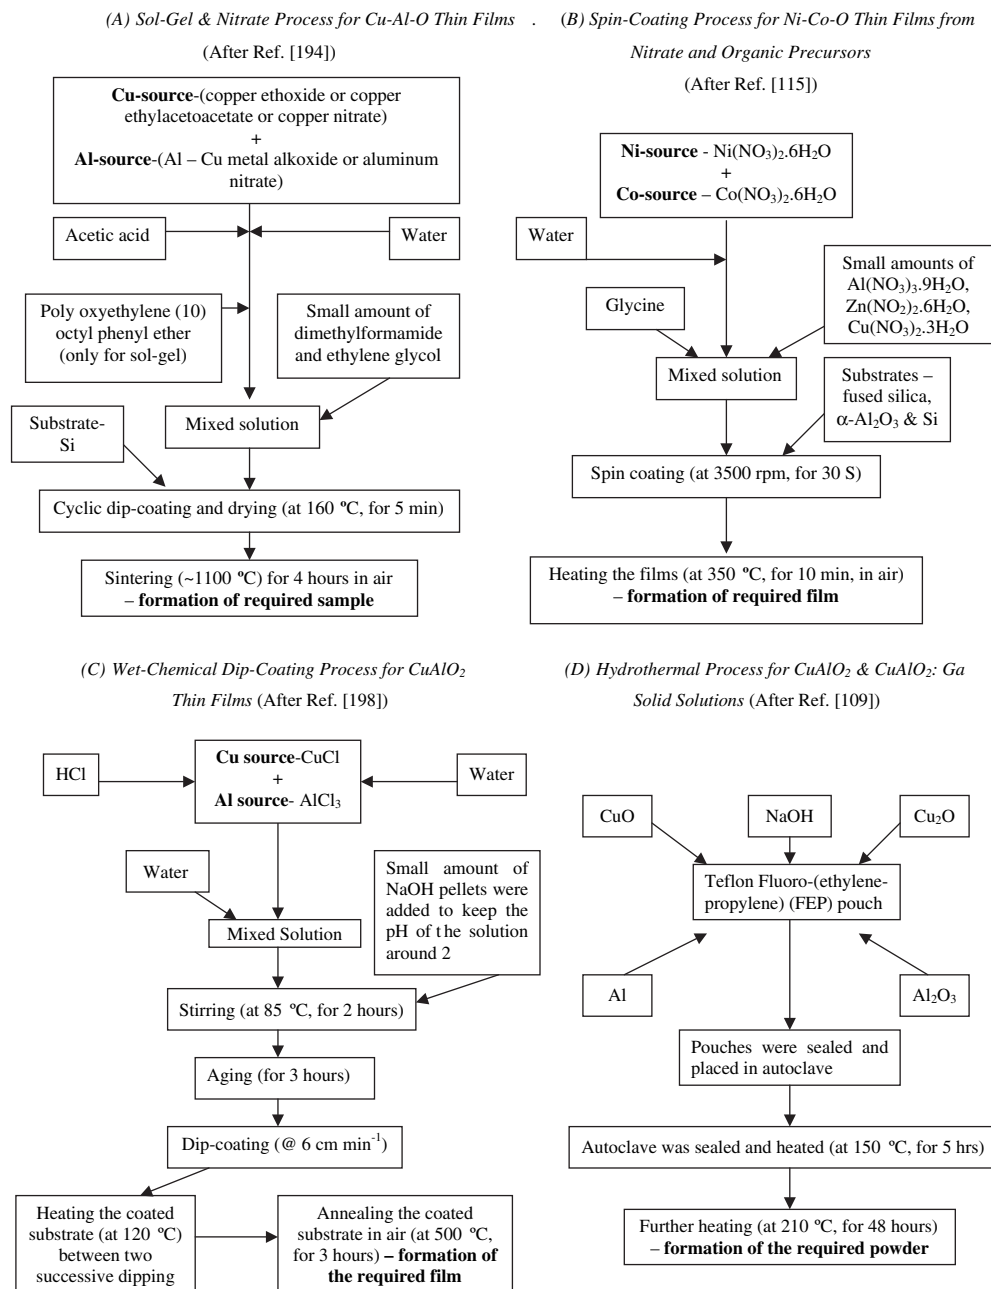 (A) Sol-Gel & Nitrate Process for Cu-Al-O Thin Films .
(After Ref. [194])
Cu-source-(copper ethoxide or copper
ethylacetoacetate or copper nitrate)
+
Al-source-(Al – Cu metal alkoxide or aluminum
nitrate)
Acetic acid
Water
Poly oxyethylene (10)
octyl phenyl ether
(only for sol-gel)
Small amount of
dimethylformamide
and ethylene glycol
Substrate-
Si
Mixed solution
Cyclic dip-coating and drying (at 160 ºC, for 5 min)
Sintering (~1100 ºC) for 4 hours in air
– formation of required sample
(B) Spin-Coating Process for Ni-Co-O Thin Films from
Nitrate and Organic Precursors
(After Ref. [115])
Ni-source - Ni(NO3)2.6H2O
+
Co-source – Co(NO3)2.6H2O
Water
Glycine
Small amounts of
Al(NO3)3.9H2O,
Zn(NO2)2.6H2O,
Cu(NO3)2.3H2O
Mixed solution
Substrates –
fused silica,
α-Al2O3 & Si
Spin coating (at 3500 rpm, for 30 S)
Heating the films (at 350 ºC, for 10 min, in air)
– formation of required film
(C) Wet-Chemical Dip-Coating Process for CuAlO2
Thin Films (After Ref. [198])
HCl
Cu source-CuCl
+
Al source- AlCl3
Water
Water
Mixed Solution
Small amount of
NaOH pellets were
added to keep the
pH of the solution
around 2
Stirring (at 85 ºC, for 2 hours)
Aging (for 3 hours)
Dip-coating (@ 6 cm min-1)
Heating the coated
substrate (at 120 ºC)
between two
successive dipping
Annealing the coated
substrate in air (at 500 ºC,
for 3 hours) – formation of
the required film
(D) Hydrothermal Process for CuAlO2 & CuAlO2: Ga
Solid Solutions (After Ref. [109])
CuO
NaOH
Cu2O
Teflon Fluoro-(ethylene-
propylene) (FEP) pouch
Al
Al2O3
Pouches were sealed and
placed in autoclave
Autoclave was sealed and heated (at 150 ºC, for 5 hrs)
Further heating (at 210 ºC, for 48 hours)
– formation of the required powder